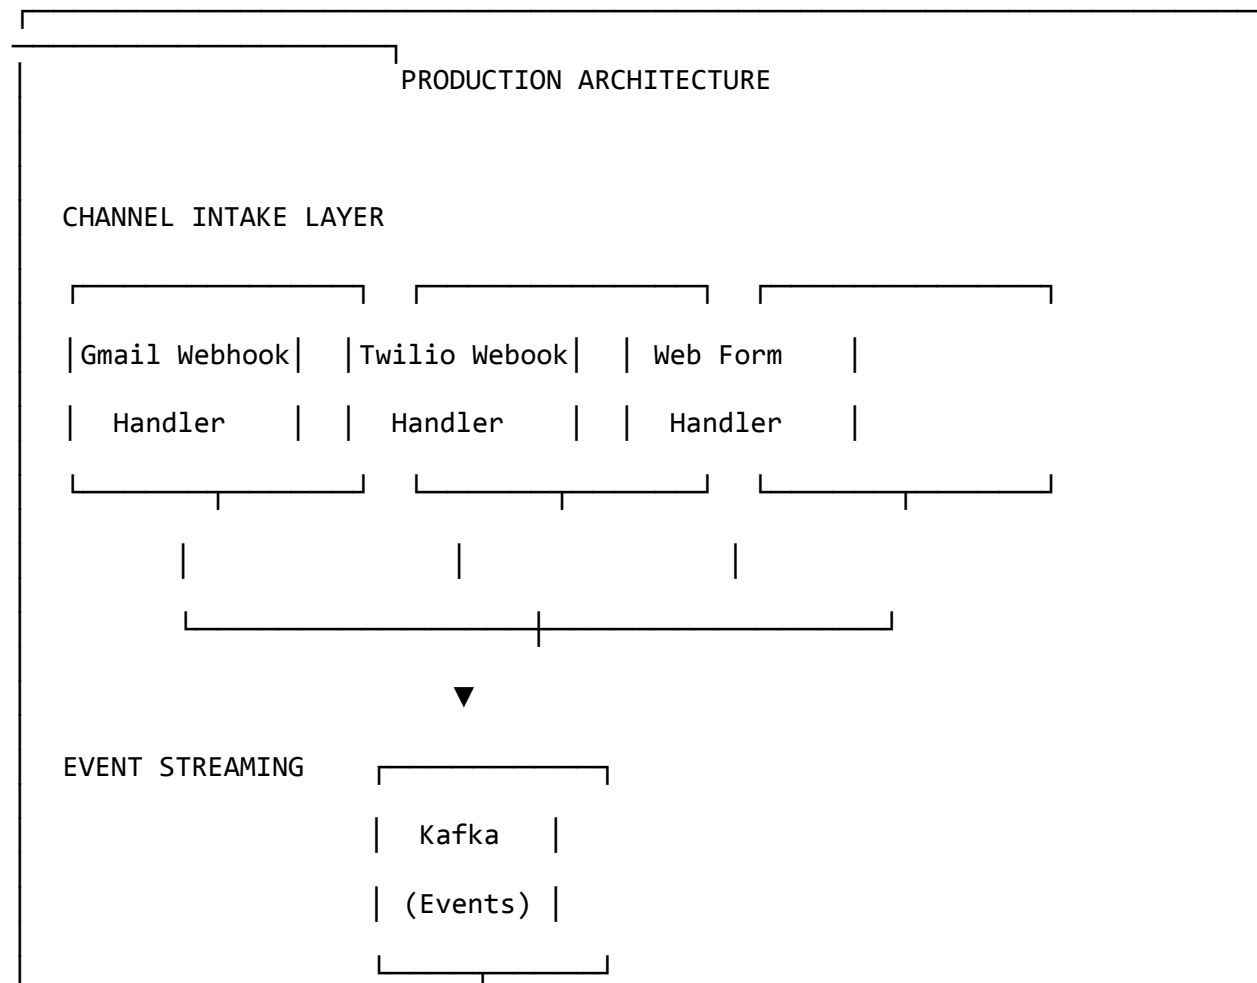 PRODUCTION ARCHITECTURE
CHANNEL INTAKE LAYER
Gmail Webhook Twilio Webook Web Form
Handler Handler Handler
EVENT STREAMING
Kafka
(Events)